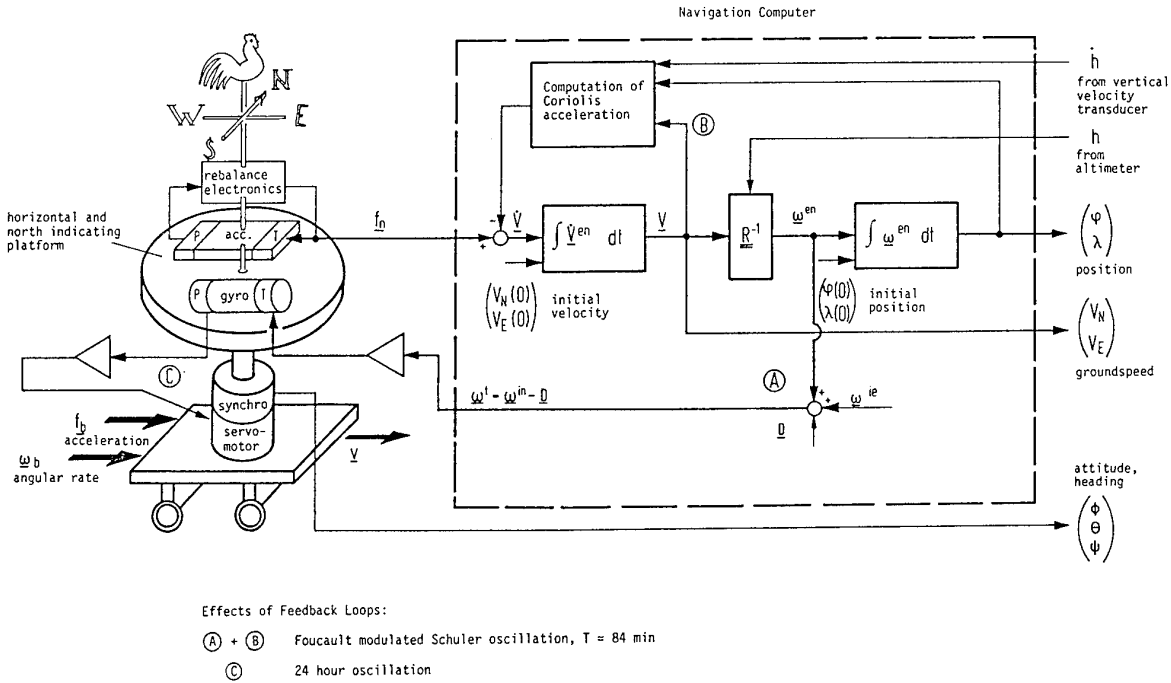 Navigation Computer
N
W
E
S
rebalance
electronics
horizontal and
north indicating
platform
P
acc.
T
P
gyro
T
C
synchro
servo-
motor
f_b
acceleration
ω_b
angular rate
V
f_n
-
+
V̇
Computation of
Coriolis
acceleration
B
∫ V̇^en dt
V
(V_N(0)
V_E(0))
initial
velocity
R^-1
ω^en
∫ ω^en dt
(φ(0)
λ(0))
initial
position
A
ω^t = ω^in - D
+
+
-
ω^ie
D
ḣ
from vertical
velocity
transducer
h
from
altimeter
(φ
λ)
position
(V_N
V_E)
groundspeed
attitude,
heading
(Φ
Θ
ψ)
Effects of Feedback Loops:
A + B Foucault modulated Schuler oscillation, T = 84 min
C 24 hour oscillation